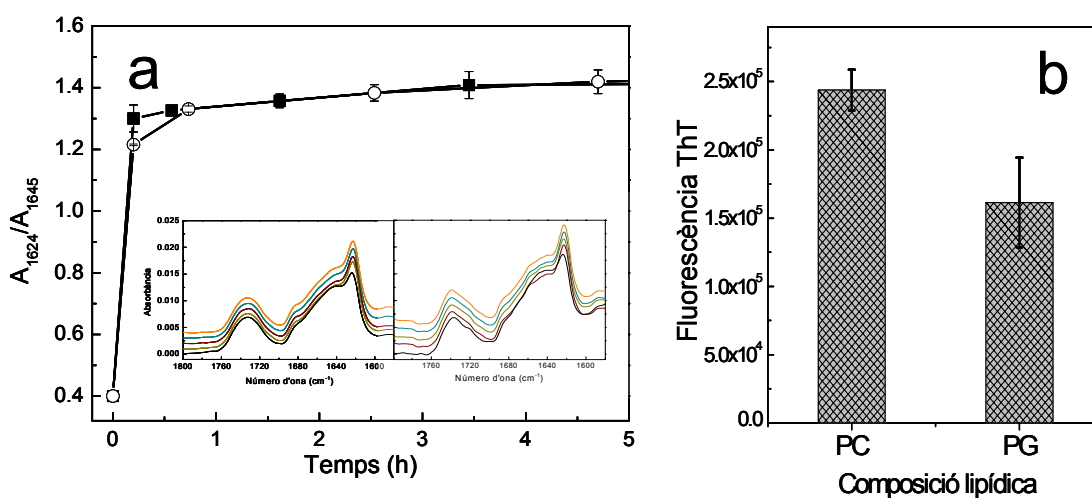 a
A1624/A1645
1.6
1.4
1.2
1.0
0.8
0.6
0.4
0
1
2
3
4
5
Temps (h)
Absorbància
0.025
0.020
0.015
0.010
0.005
0.000
1800
1760
1720
1680
1640
1600
Número d'ona (cm⁻¹)
1760
1720
1680
1640
1600
Número d'ona (cm⁻¹)
b
Fluorescència ThT
2.5x10⁵
2.0x10⁵
1.5x10⁵
1.0x10⁵
5.0x10⁴
0.0
PC
PG
Composició lipídica